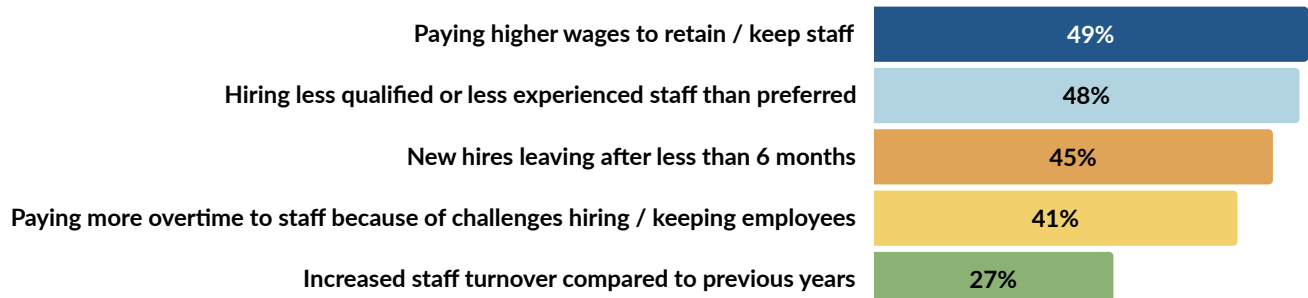 Paying higher wages to retain / keep staff 49%
Hiring less qualified or less experienced staff than preferred 48%
New hires leaving after less than 6 months 45%
Paying more overtime to staff because of challenges hiring / keeping employees 41%
Increased staff turnover compared to previous years 27%